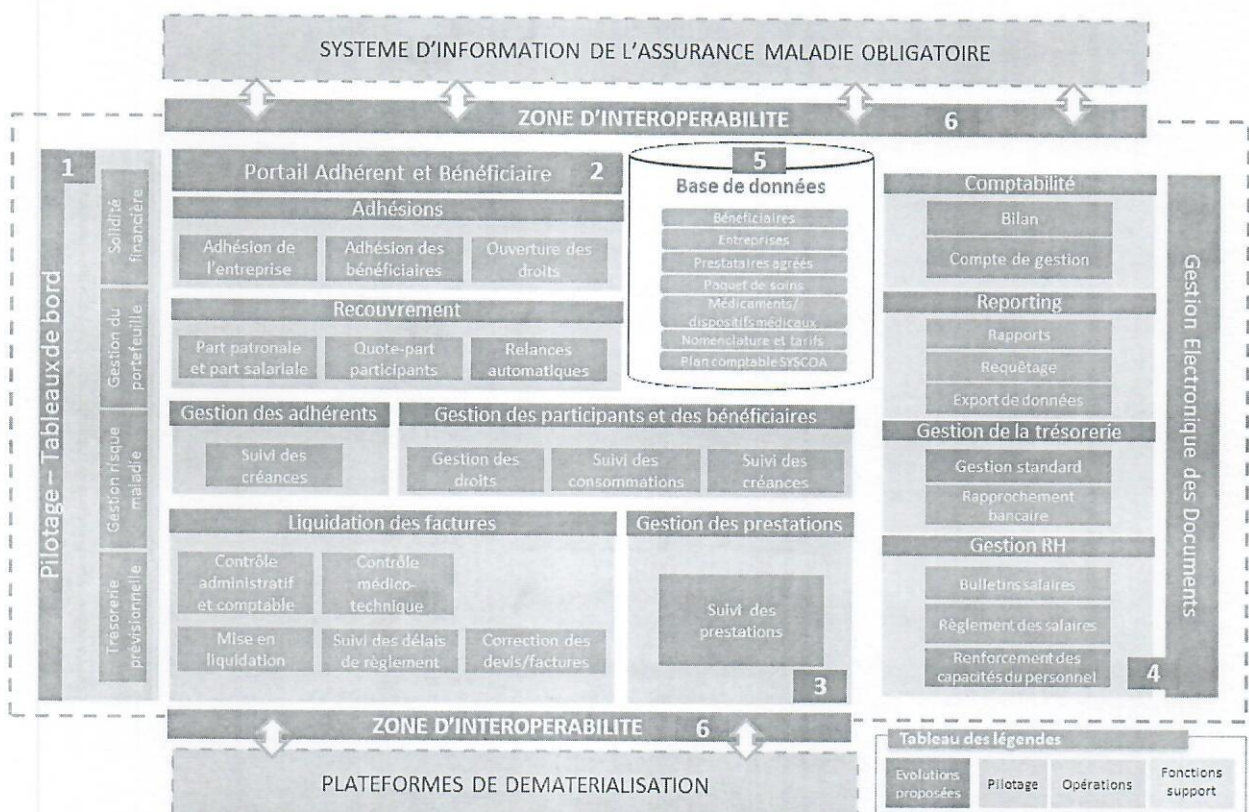 SYSTEME D'INFORMATION DE L'ASSURANCE MALADIE OBLIGATOIRE
ZONE D'INTEROPERABILITE 6
1
Pilotage – Tableaux de bord
Solidité
financière
Gestion du
portefeuille
Gestion risque
maladie
Trésorerie
prévisionnelle
Portail Adhérent et Bénéficiaire 2
Adhésions
Adhésion de
l'entreprise
Adhésion des
bénéficiaires
Ouverture des
droits
Recouvrement
Part patronale
et part salariale
Quote-part
participants
Relances
automatiques
5
Base de données
Bénéficiaires
Entreprises
Prestataires agréés
Paquet de soins
Médicaments/
dispositifs médicaux
Nomenclature et tarifs
Plan comptable SYSCOA
Gestion des adhérents
Suivi des
créances
Gestion des participants et des bénéficiaires
Gestion des
droits
Suivi des
consommations
Suivi des
créances
Liquidation des factures
Contrôle
administratif
et comptable
Contrôle
médico-
technique
Mise en
liquidation
Suivi des délais
de règlement
Correction des
devis/factures
Gestion des prestations
Suivi des
prestations
3
Comptabilité
Bilan
Compte de gestion
Reporting
Rapports
Requêtage
Export de données
Gestion de la trésorerie
Gestion standard
Rapprochement
bancaire
Gestion RH
Bulletins salaires
Règlement des salaires
Renforcement des
capacités du personnel
4
Gestion Electronique des Documents
ZONE D'INTEROPERABILITE 6
PLATEFORMES DE DEMATERIALISATION
Tableau des légendes
Evolutions
proposées
Pilotage
Opérations
Fonctions
support